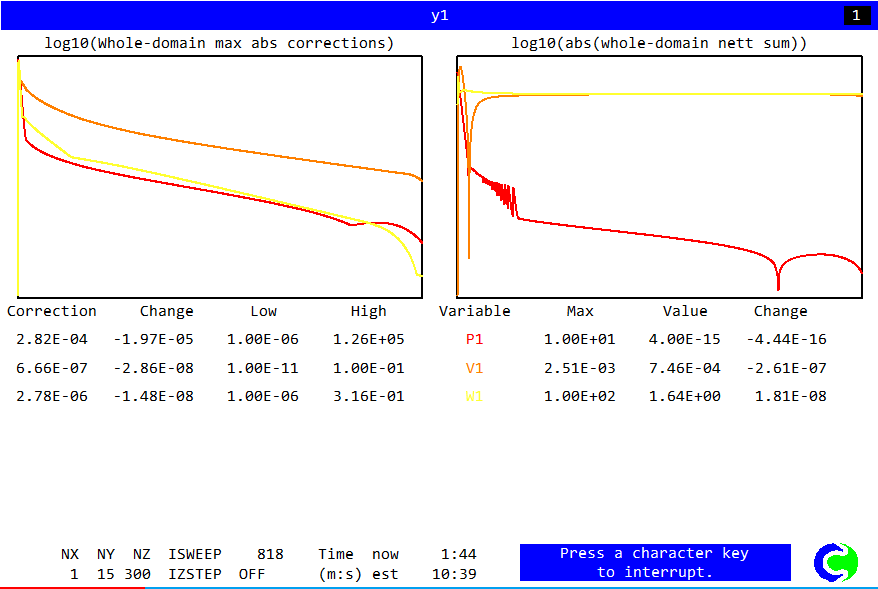 y1
1
log10(Whole-domain max abs corrections) log10(abs(whole-domain nett sum))
Correction Change Low High Variable Max Value Change
2.82E-04 -1.97E-05 1.00E-06 1.26E+05 P1 1.00E+01 4.00E-15 -4.44E-16
6.66E-07 -2.86E-08 1.00E-11 1.00E-01 V1 2.51E-03 7.46E-04 -2.61E-07
2.78E-06 -1.48E-08 1.00E-06 3.16E-01 W1 1.00E+02 1.64E+00 1.81E-08
NX NY NZ ISWEEP 818 Time now 1:44
1 15 300 IZSTEP OFF (m:s) est 10:39
Press a character key
to interrupt.